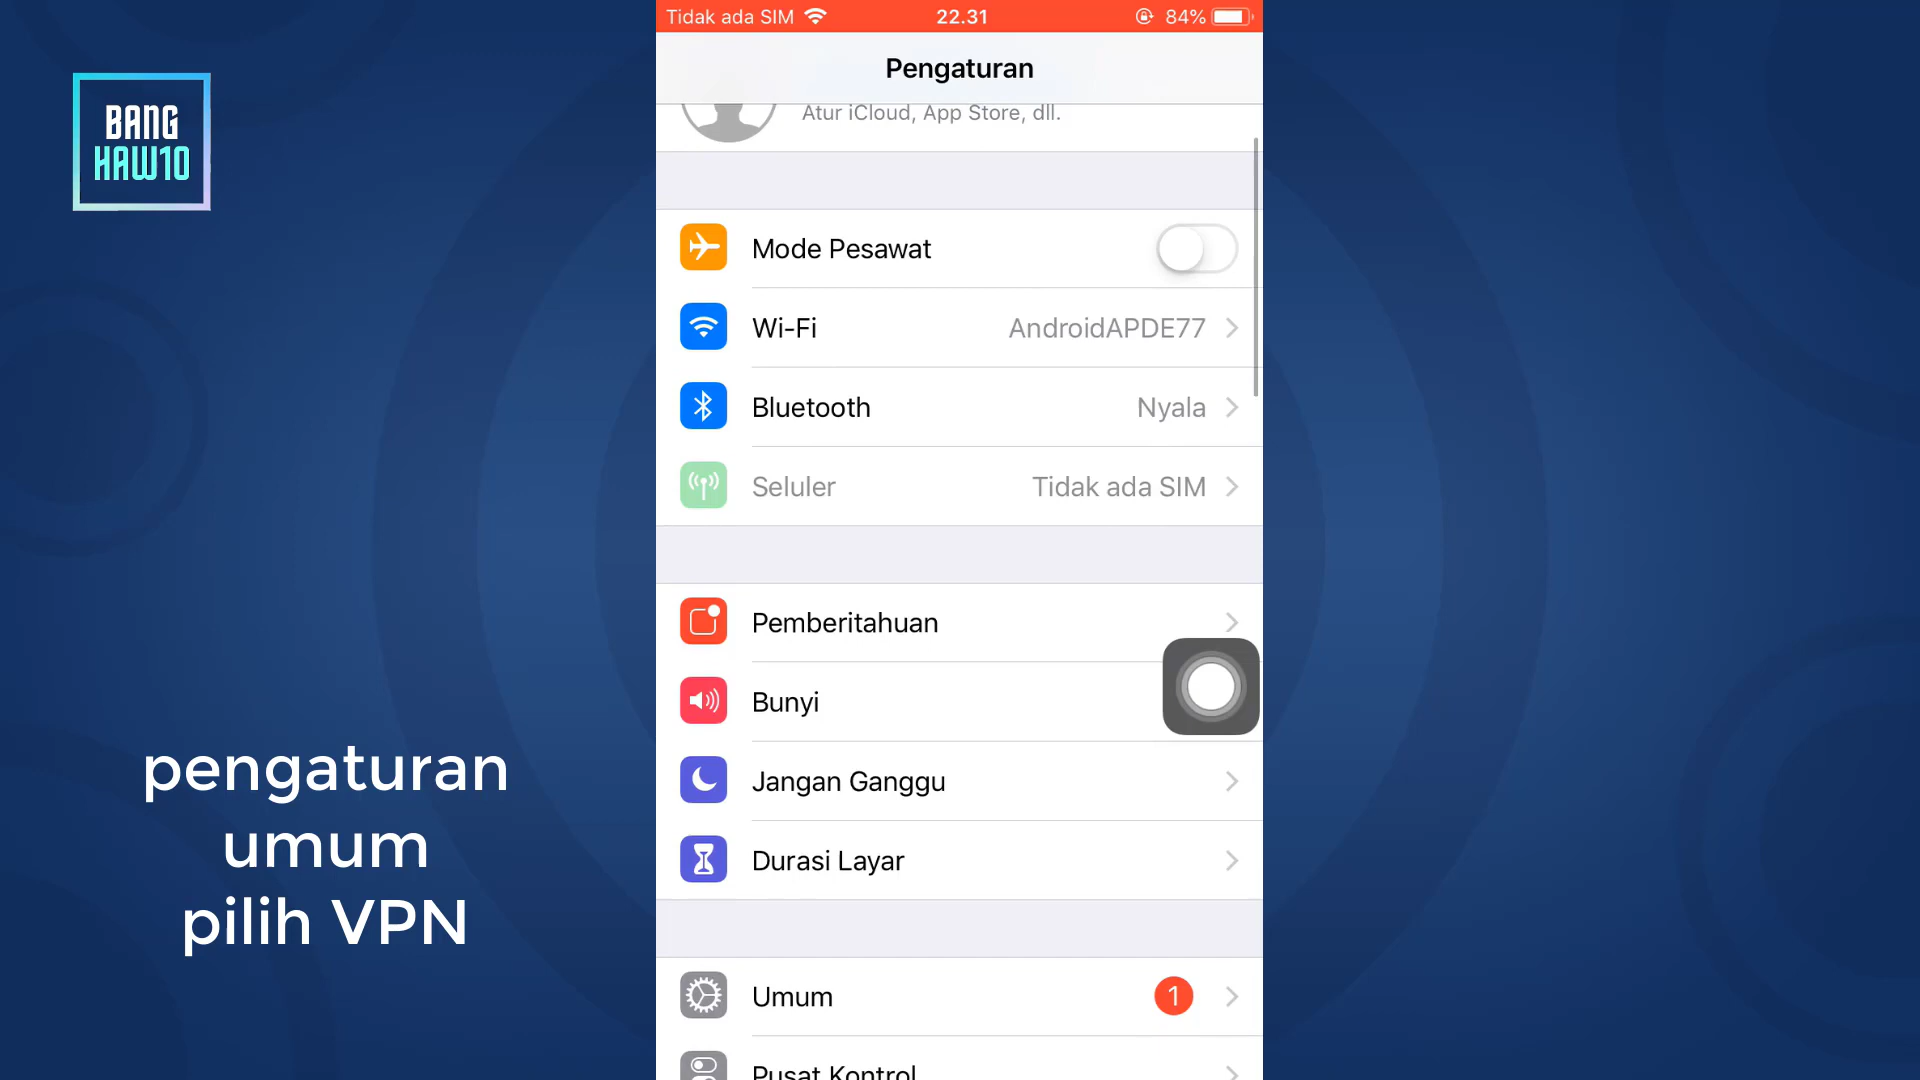 BANG
HAW10
pengaturan
umum
pilih VPN
Tidak ada SIM 22.31 84%
Pengaturan
Atur iCloud, App Store, dll.
Mode Pesawat
Wi-Fi AndroidAPDE77
Bluetooth Nyala
Seluler Tidak ada SIM
Pemberitahuan
Bunyi
Jangan Ganggu
Durasi Layar
Umum 1
Pusat Kontrol